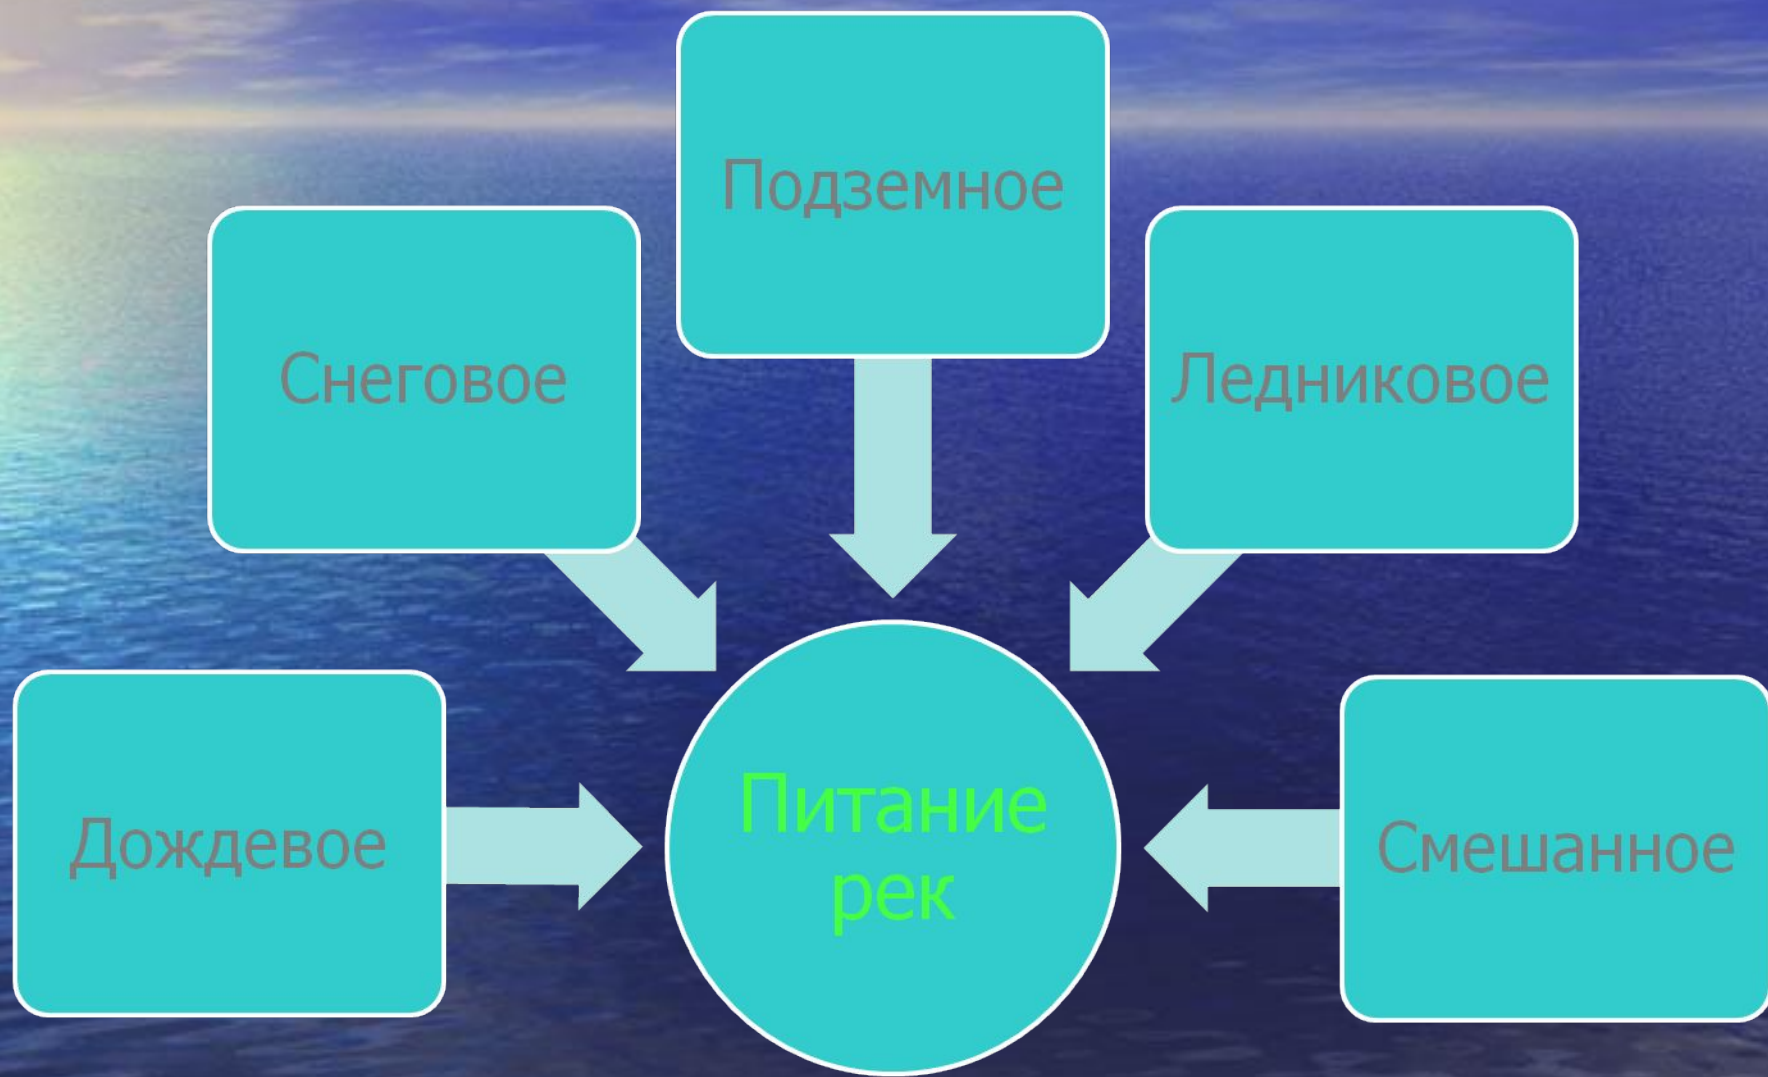 Подземное
Снеговое
Ледниковое
Дождевое
Питание
рек
Смешанное